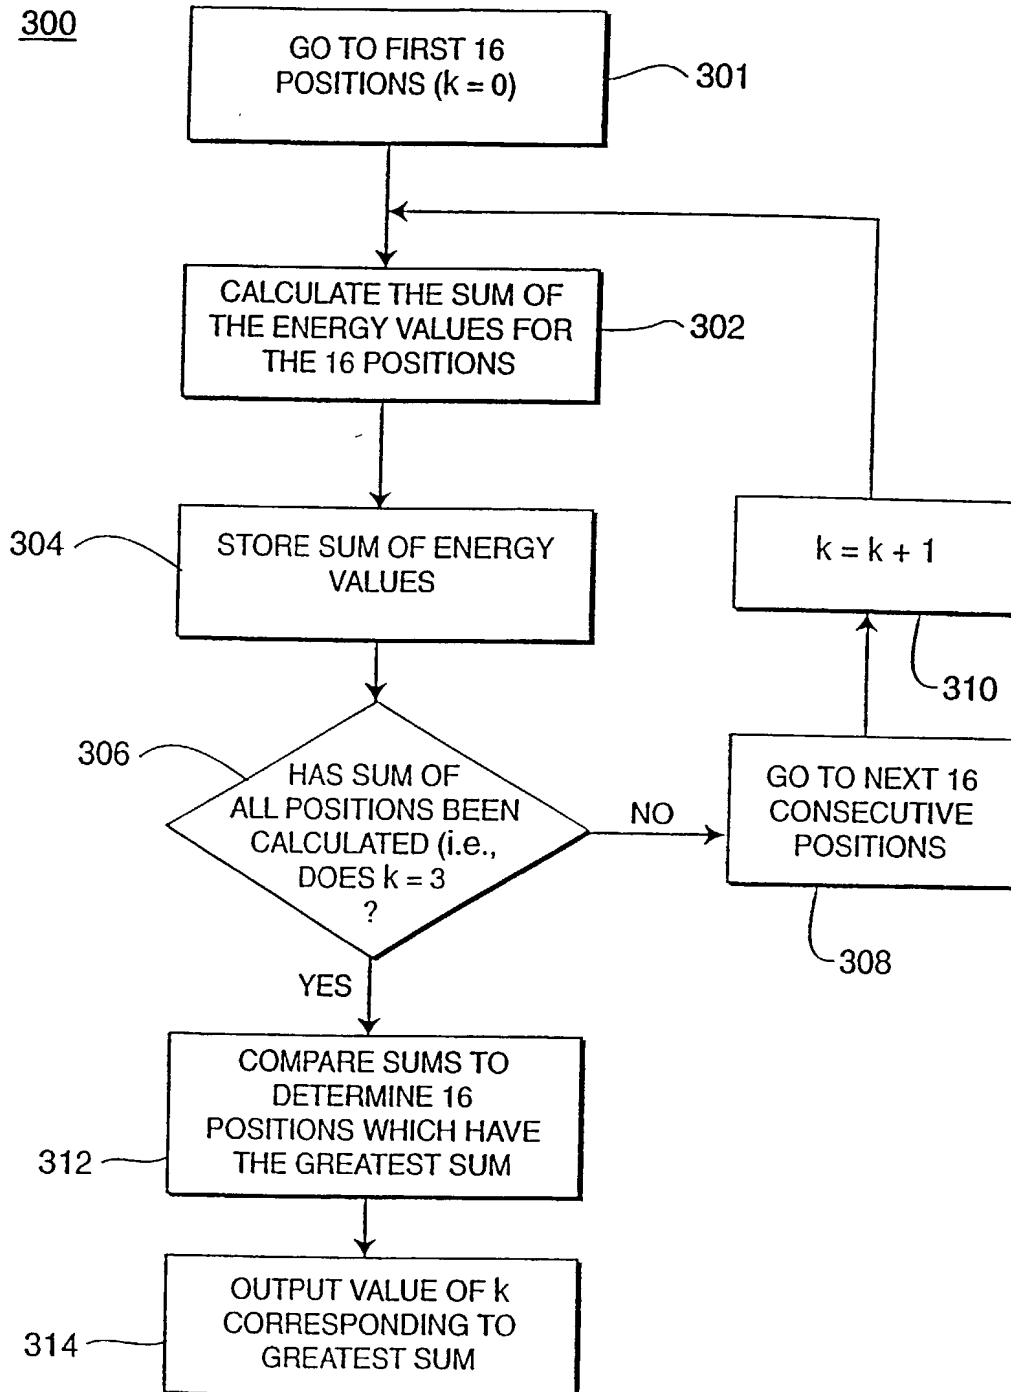 300
GO TO FIRST 16
POSITIONS (k = 0)
301
CALCULATE THE SUM OF
THE ENERGY VALUES FOR
THE 16 POSITIONS
302
304
STORE SUM OF ENERGY
VALUES
k = k + 1
310
306
HAS SUM OF
ALL POSITIONS BEEN
CALCULATED (i.e.,
DOES k = 3
?
NO
GO TO NEXT 16
CONSECUTIVE
POSITIONS
308
YES
COMPARE SUMS TO
DETERMINE 16
POSITIONS WHICH HAVE
THE GREATEST SUM
312
OUTPUT VALUE OF k
CORRESPONDING TO
GREATEST SUM
314